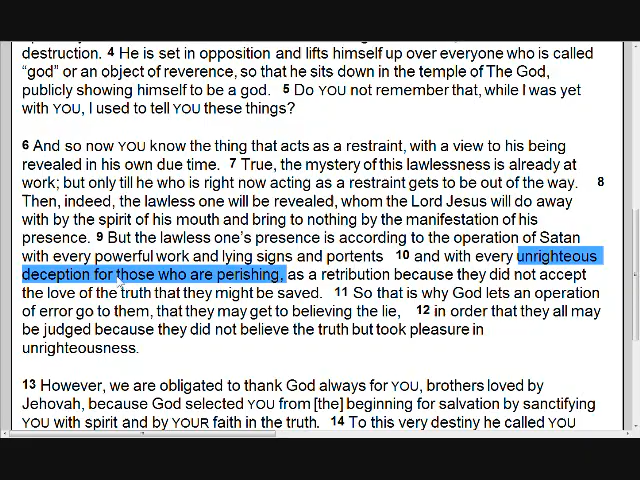 destruction. 4 He is set in opposition and lifts himself up over everyone who is called
“god” or an object of reverence, so that he sits down in the temple of The God,
publicly showing himself to be a god. 5 Do YOU not remember that, while I was yet
with YOU, I used to tell YOU these things?
6 And so now YOU know the thing that acts as a restraint, with a view to his being
revealed in his own due time. 7 True, the mystery of this lawlessness is already at
work; but only till he who is right now acting as a restraint gets to be out of the way. 8
Then, indeed, the lawless one will be revealed, whom the Lord Jesus will do away
with by the spirit of his mouth and bring to nothing by the manifestation of his
presence. 9 But the lawless one’s presence is according to the operation of Satan
with every powerful work and lying signs and portents 10 and with every unrighteous
deception for those who are perishing, as a retribution because they did not accept
the love of the truth that they might be saved. 11 So that is why God lets an operation
of error go to them, that they may get to believing the lie, 12 in order that they all may
be judged because they did not believe the truth but took pleasure in
unrighteousness.
13 However, we are obligated to thank God always for YOU, brothers loved by
Jehovah, because God selected YOU from [the] beginning for salvation by sanctifying
YOU with spirit and by YOUR faith in the truth. 14 To this very destiny he called YOU